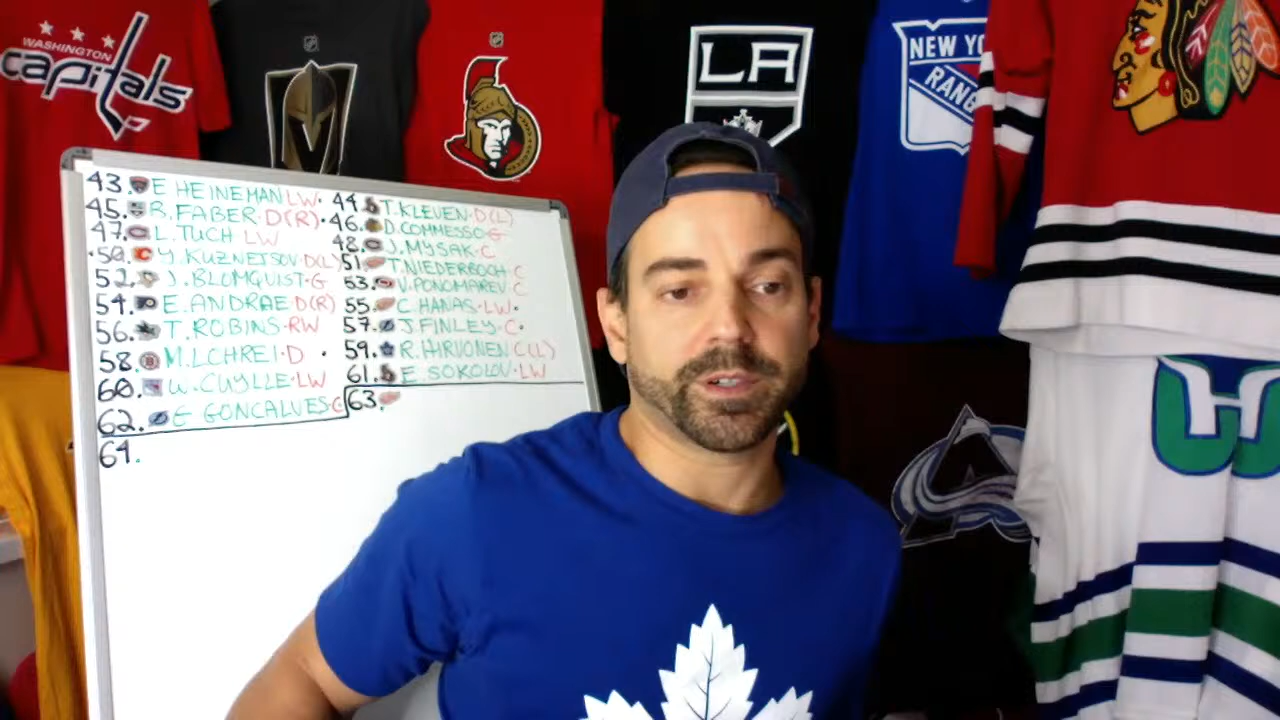 WASHINGTON
capitals
LA
NEW YO
RANG
43. E HEINEMAN LW.
44. T.KLEVEN.D(L)
45. R.FABER.D(R).
46. D.COMMESSO-G
47. L.TUCH LW
48. J.MYSAK.C
.50. Y.KUZNETSOV.D(L)
51. T.NIEDERBOCH C
52. J.BLOMQUIST.G
53. V.PONOMAREV C
54. E.ANDRAE.D(R)
55. C.HANAS.LW.
56. T.ROBINS.RW
57. J.FINLEY.C.
58. M.LCHREI.D .
59. R.HIRVONEN C(L)
60. W.CUYLLE.LW
61. E SOKOLOV.LW
62. G GONCALVES.C
63.
64.